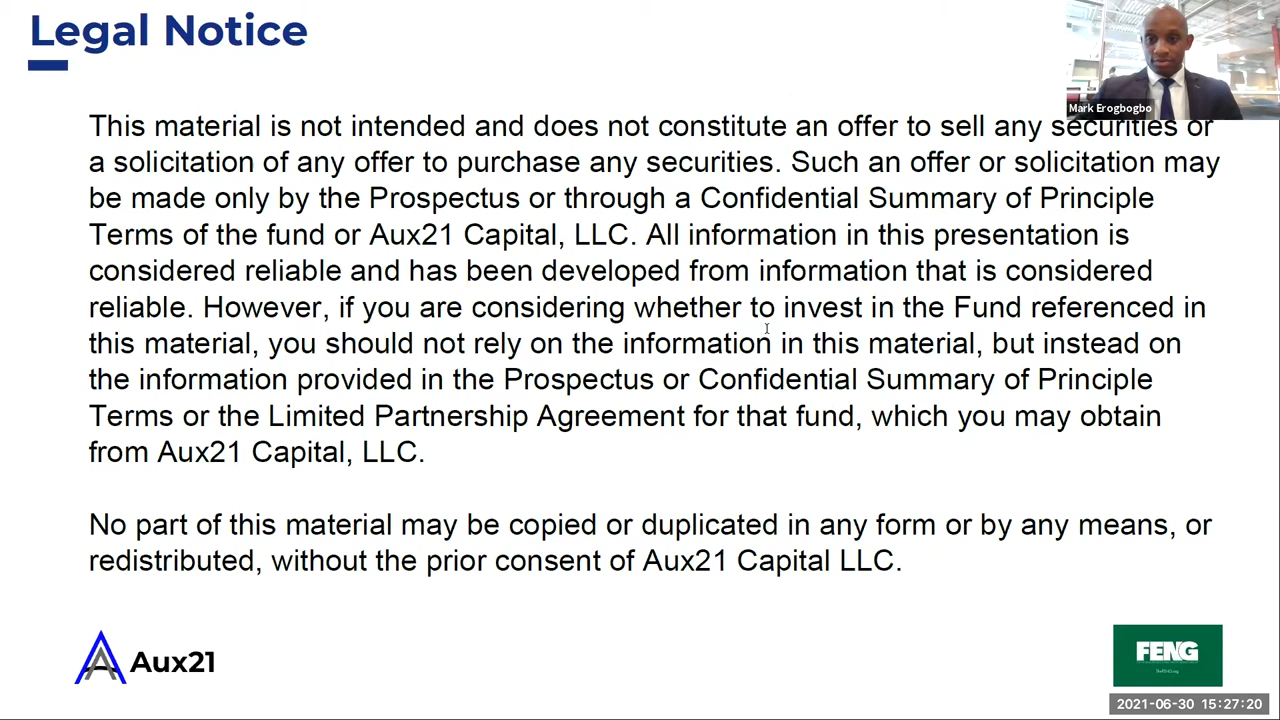 Legal Notice
Mark Erogbogbo
This material is not intended and does not constitute an offer to sell any securities or
a solicitation of any offer to purchase any securities. Such an offer or solicitation may
be made only by the Prospectus or through a Confidential Summary of Principle
Terms of the fund or Aux21 Capital, LLC. All information in this presentation is
considered reliable and has been developed from information that is considered
reliable. However, if you are considering whether to invest in the Fund referenced in
this material, you should not rely on the information in this material, but instead on
the information provided in the Prospectus or Confidential Summary of Principle
Terms or the Limited Partnership Agreement for that fund, which you may obtain
from Aux21 Capital, LLC.
No part of this material may be copied or duplicated in any form or by any means, or
redistributed, without the prior consent of Aux21 Capital LLC.
Aux21
FENG
2021-06-30 15:27:20